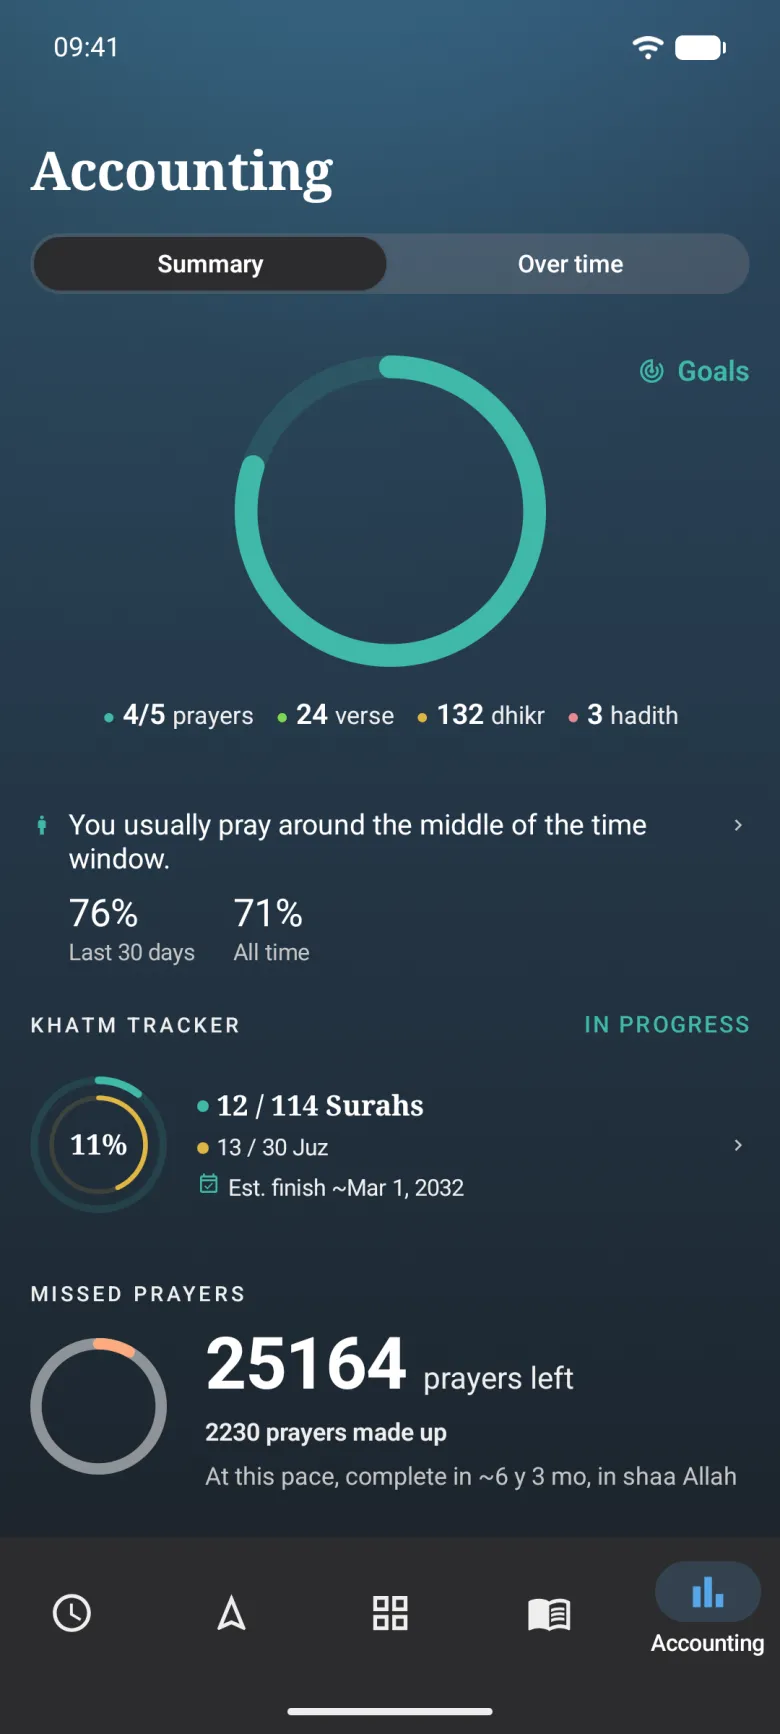 09:41
Accounting
Summary
Over time
Goals
4/5 prayers
24 verse
132 dhikr
3 hadith
You usually pray around the middle of the time
window.
76%
71%
Last 30 days
All time
KHATM TRACKER
IN PROGRESS
11%
12 / 114 Surahs
13 / 30 Juz
Est. finish ~Mar 1, 2032
MISSED PRAYERS
25164 prayers left
2230 prayers made up
At this pace, complete in ~6 y 3 mo, in shaa Allah
Accounting